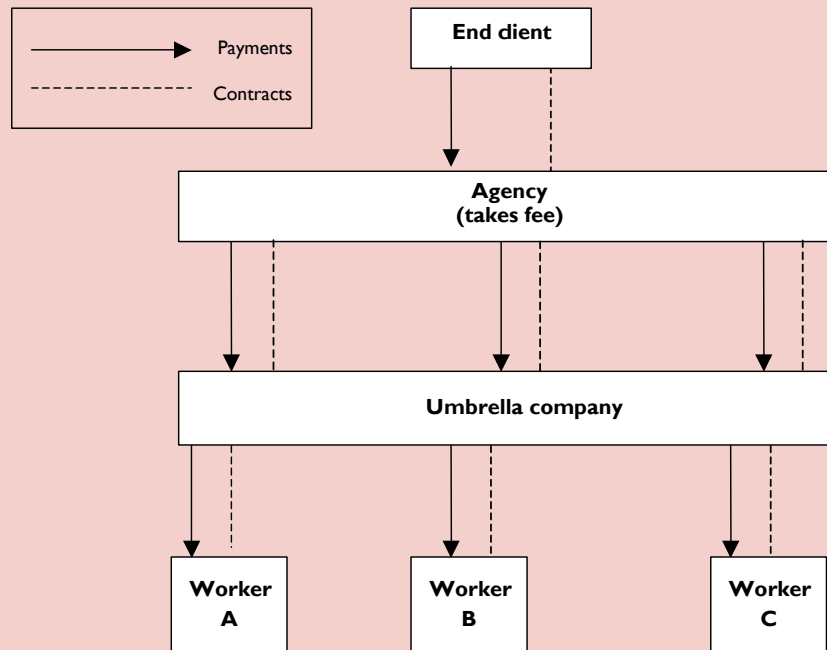 Payments
Contracts
End client
Agency
(takes fee)
Umbrella company
Worker
A
Worker
B
Worker
C